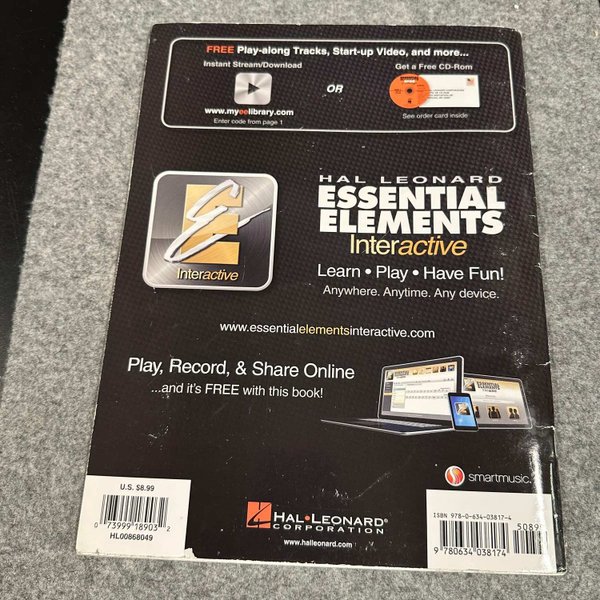 FREE Play-along Tracks, Start-up Video, and more...
Instant Stream/Download
www.myeelibrary.com
Enter code from page 1
OR
Get a Free CD-Rom
See order card inside
E
Interactive
HAL LEONARD
ESSENTIAL
ELEMENTS
Interactive
Learn • Play • Have Fun!
Anywhere. Anytime. Any device.
www.essentialelementsinteractive.com
Play, Record, & Share Online
...and it's FREE with this book!
ESSENTIAL
ELEMENTS
Interactive
smartmusic.
U.S. $8.99
0 73999 18903 2
HL00868049
HAL•LEONARD
CORPORATION
www.halleonard.com
ISBN 978-0-634-03817-4
5089
9 780634 038174